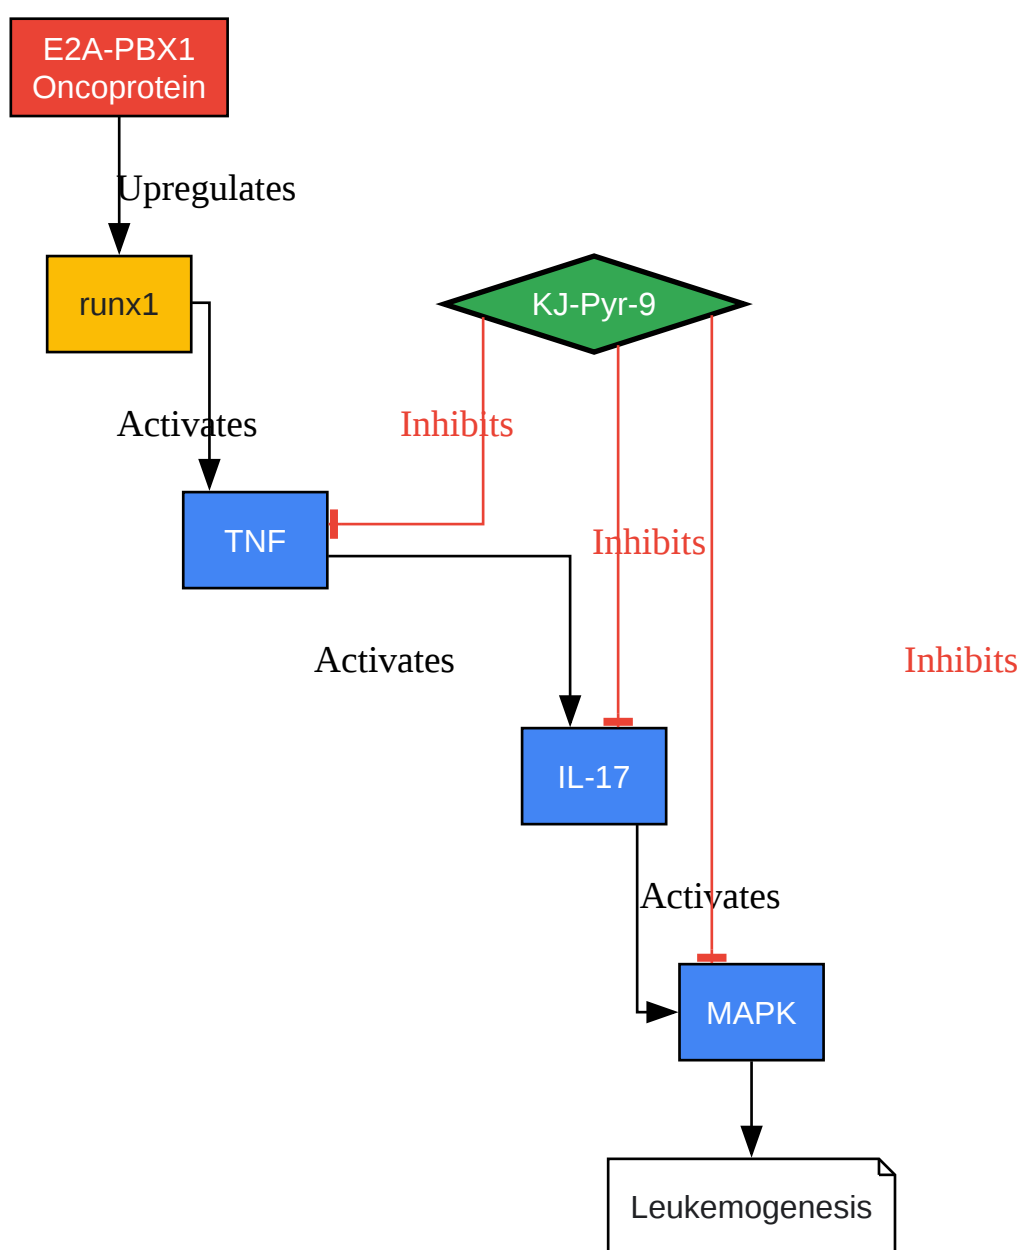 E2A-PBX1
Oncoprotein
Upregulates
runx1
KJ-Pyr-9
Activates
Inhibits
TNF
Inhibits
Activates
Inhibits
IL-17
Activates
MAPK
Leukemogenesis